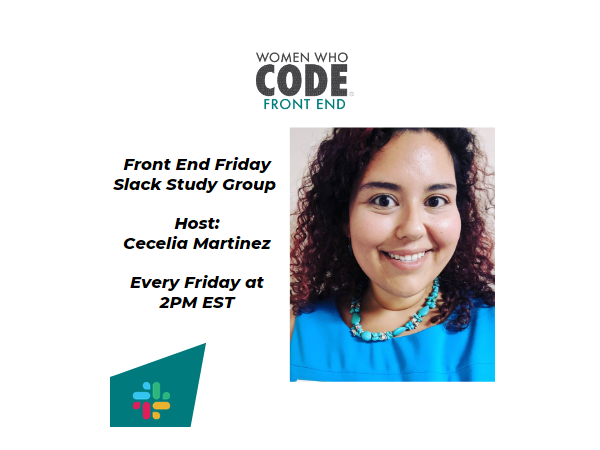 WOMEN WHO
CODE
FRONT END
Front End Friday
Slack Study Group
Host:
Cecelia Martinez
Every Friday at
2PM EST